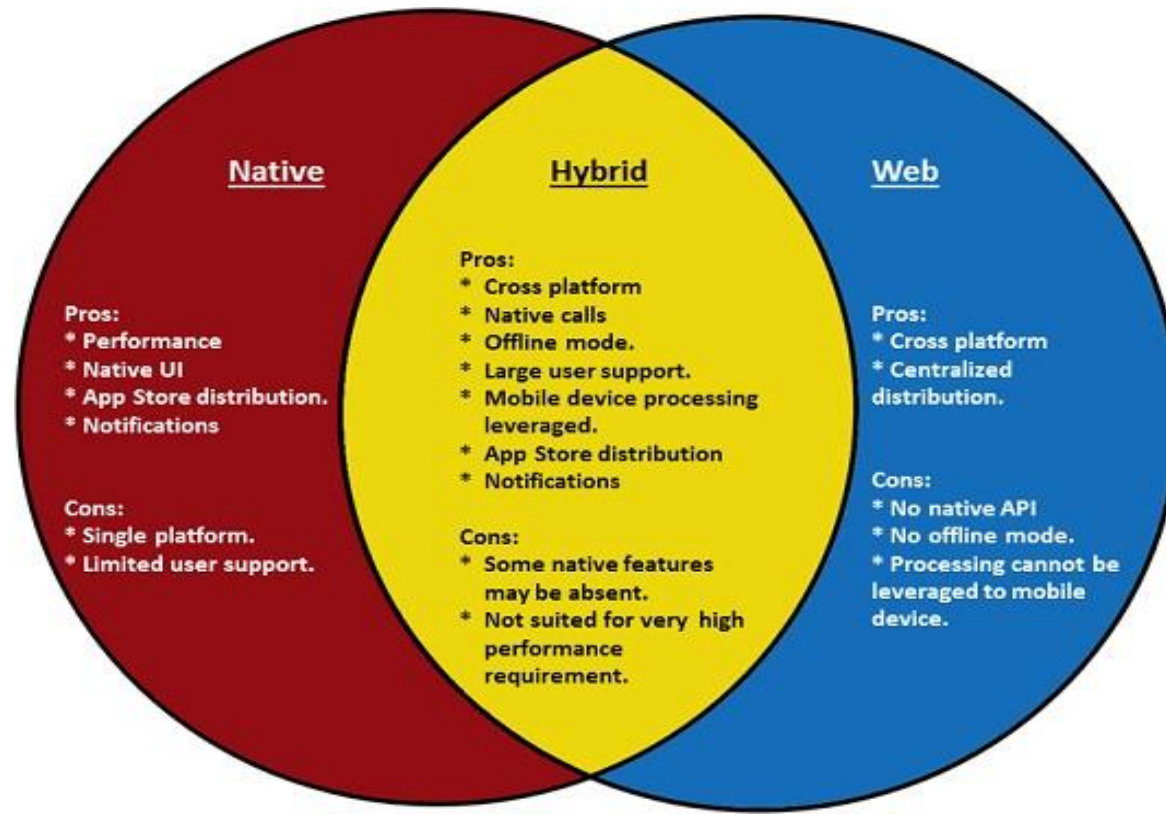 Native
Pros:
* Performance
* Native UI
* App Store distribution.
* Notifications
Cons:
* Single platform.
* Limited user support.
Hybrid
Pros:
* Cross platform
* Native calls
* Offline mode.
* Large user support.
* Mobile device processing
leveraged.
* App Store distribution
* Notifications
Cons:
* Some native features
may be absent.
* Not suited for very high
performance
requirement.
Web
Pros:
* Cross platform
* Centralized
distribution.
Cons:
* No native API
* No offline mode.
* Processing cannot be
leveraged to mobile
device.